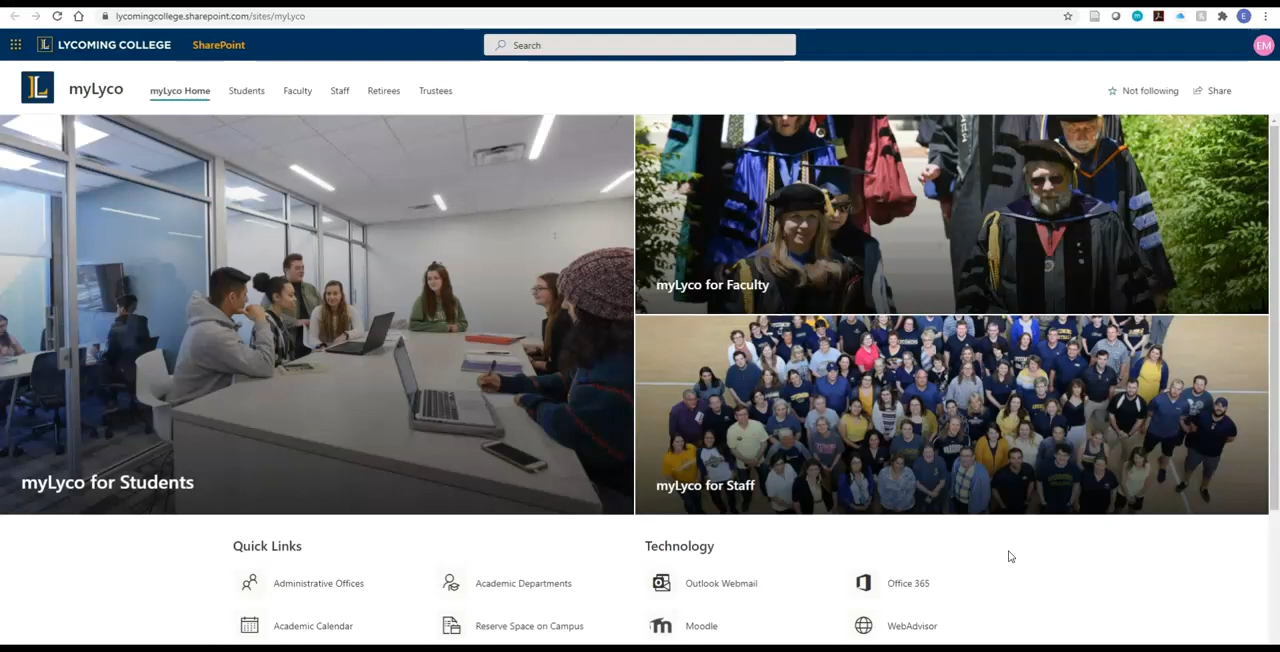 lycomingcollege.sharepoint.com/sites/myLyco
E
L LYCOMING COLLEGE SharePoint Search EM
L myLyco myLyco Home Students Faculty Staff Retirees Trustees Not following Share
myLyco for Faculty
myLyco for Students
myLyco for Staff
Quick Links Technology
Administrative Offices Academic Departments Outlook Webmail Office 365
Academic Calendar Reserve Space on Campus Moodle WebAdvisor